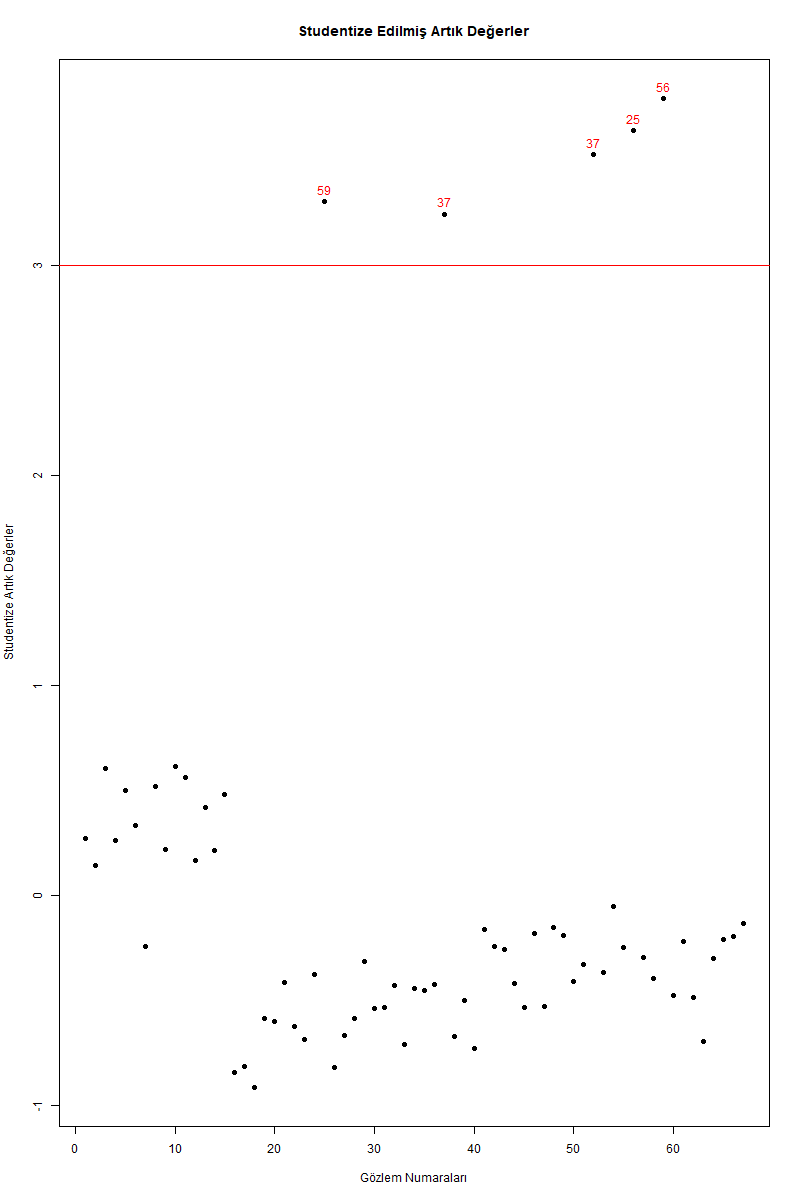 Studentize Edilmiş Artık Değerler
56
25
37
59
37
3
2
1
0
-1
Studentize Artık Değerler
0 10 20 30 40 50 60
Gözlem Numaraları